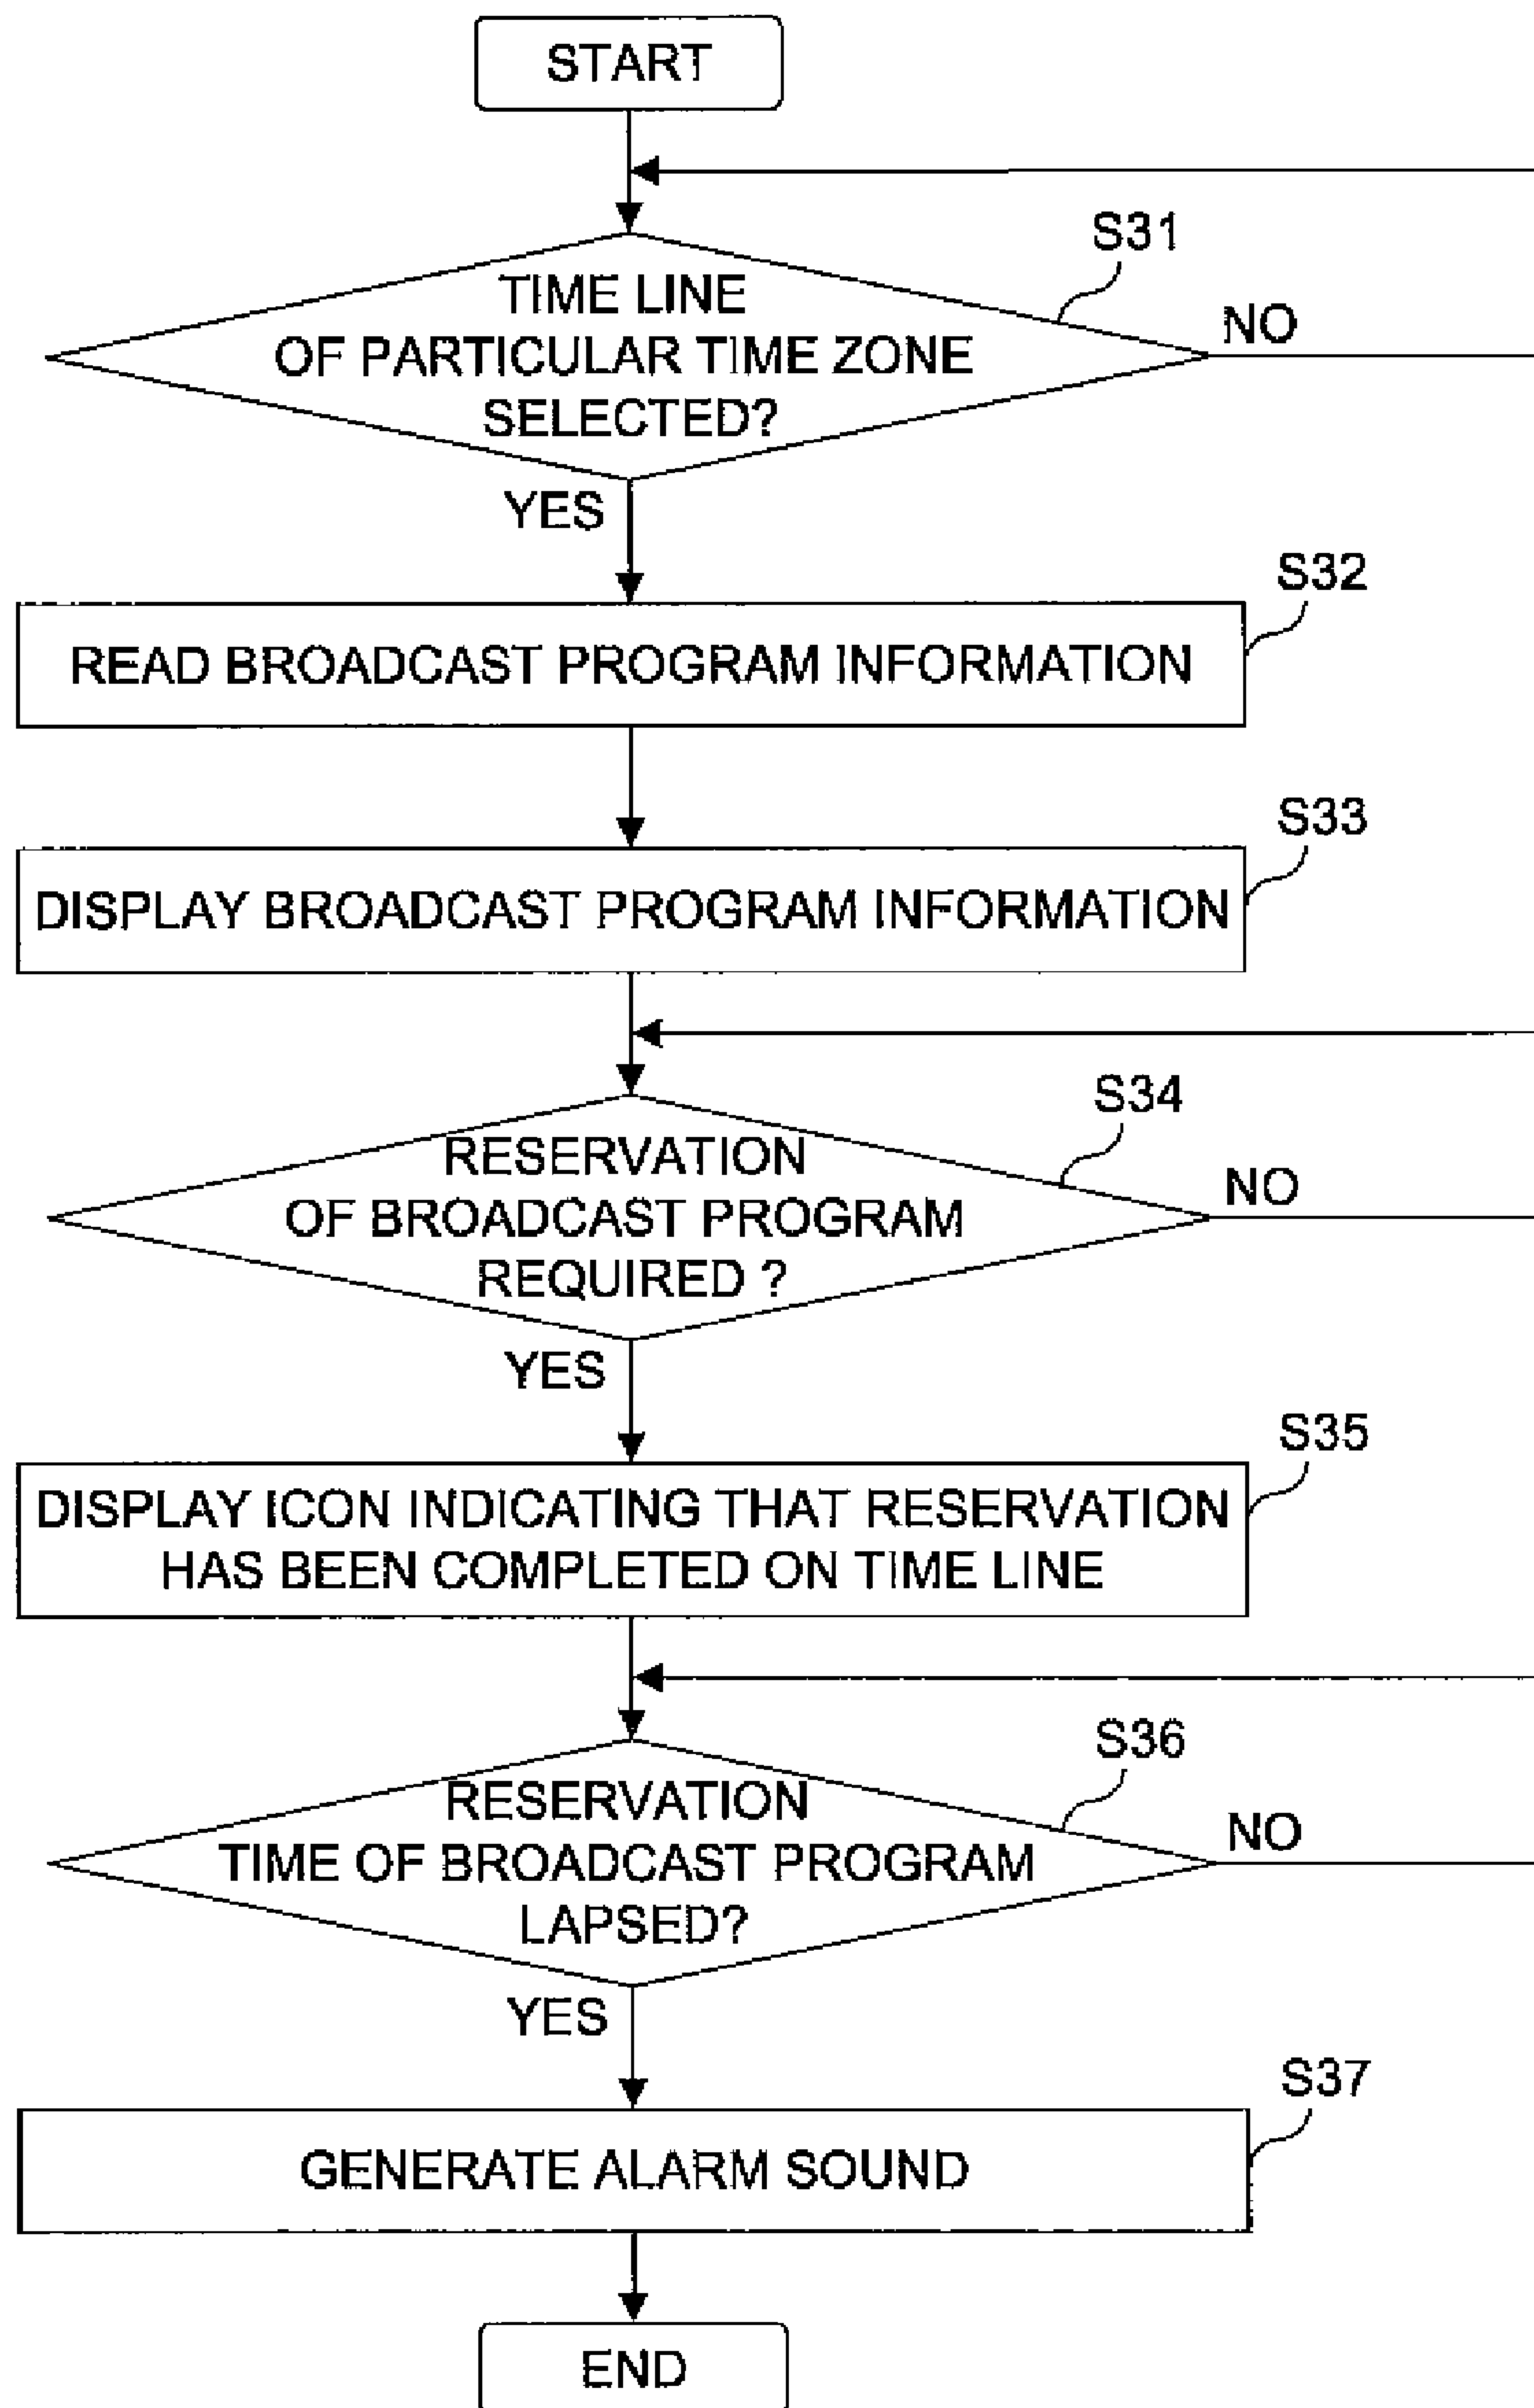 START
S31
TIME LINE
OF PARTICULAR TIME ZONE
SELECTED?
NO
YES
S32
READ BROADCAST PROGRAM INFORMATION
S33
DISPLAY BROADCAST PROGRAM INFORMATION
S34
RESERVATION
OF BROADCAST PROGRAM
REQUIRED ?
NO
YES
S35
DISPLAY ICON INDICATING THAT RESERVATION
HAS BEEN COMPLETED ON TIME LINE
S36
RESERVATION
TIME OF BROADCAST PROGRAM
LAPSED?
NO
YES
S37
GENERATE ALARM SOUND
END